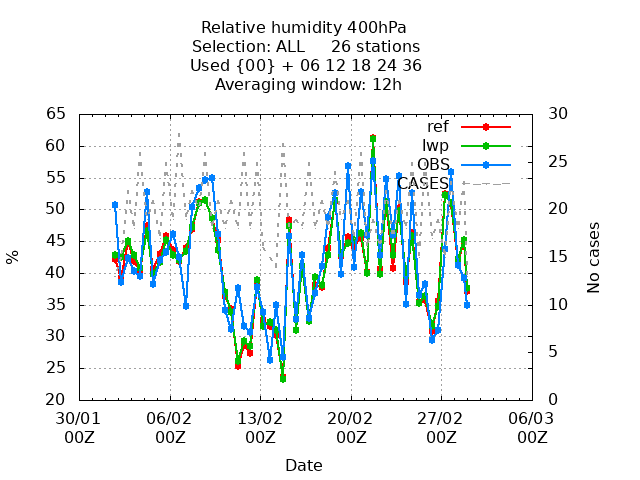 Relative humidity 400hPa
Selection: ALL     26 stations
Used {00} + 06 12 18 24 36
Averaging window: 12h
65
60
55
50
45
40
35
30
25
20
%
30
25
20
15
10
5
0
No cases
ref
lwp
OBS
CASES
30/01 06/02 13/02 20/02 27/02 06/03
00Z 00Z 00Z 00Z 00Z 00Z
Date